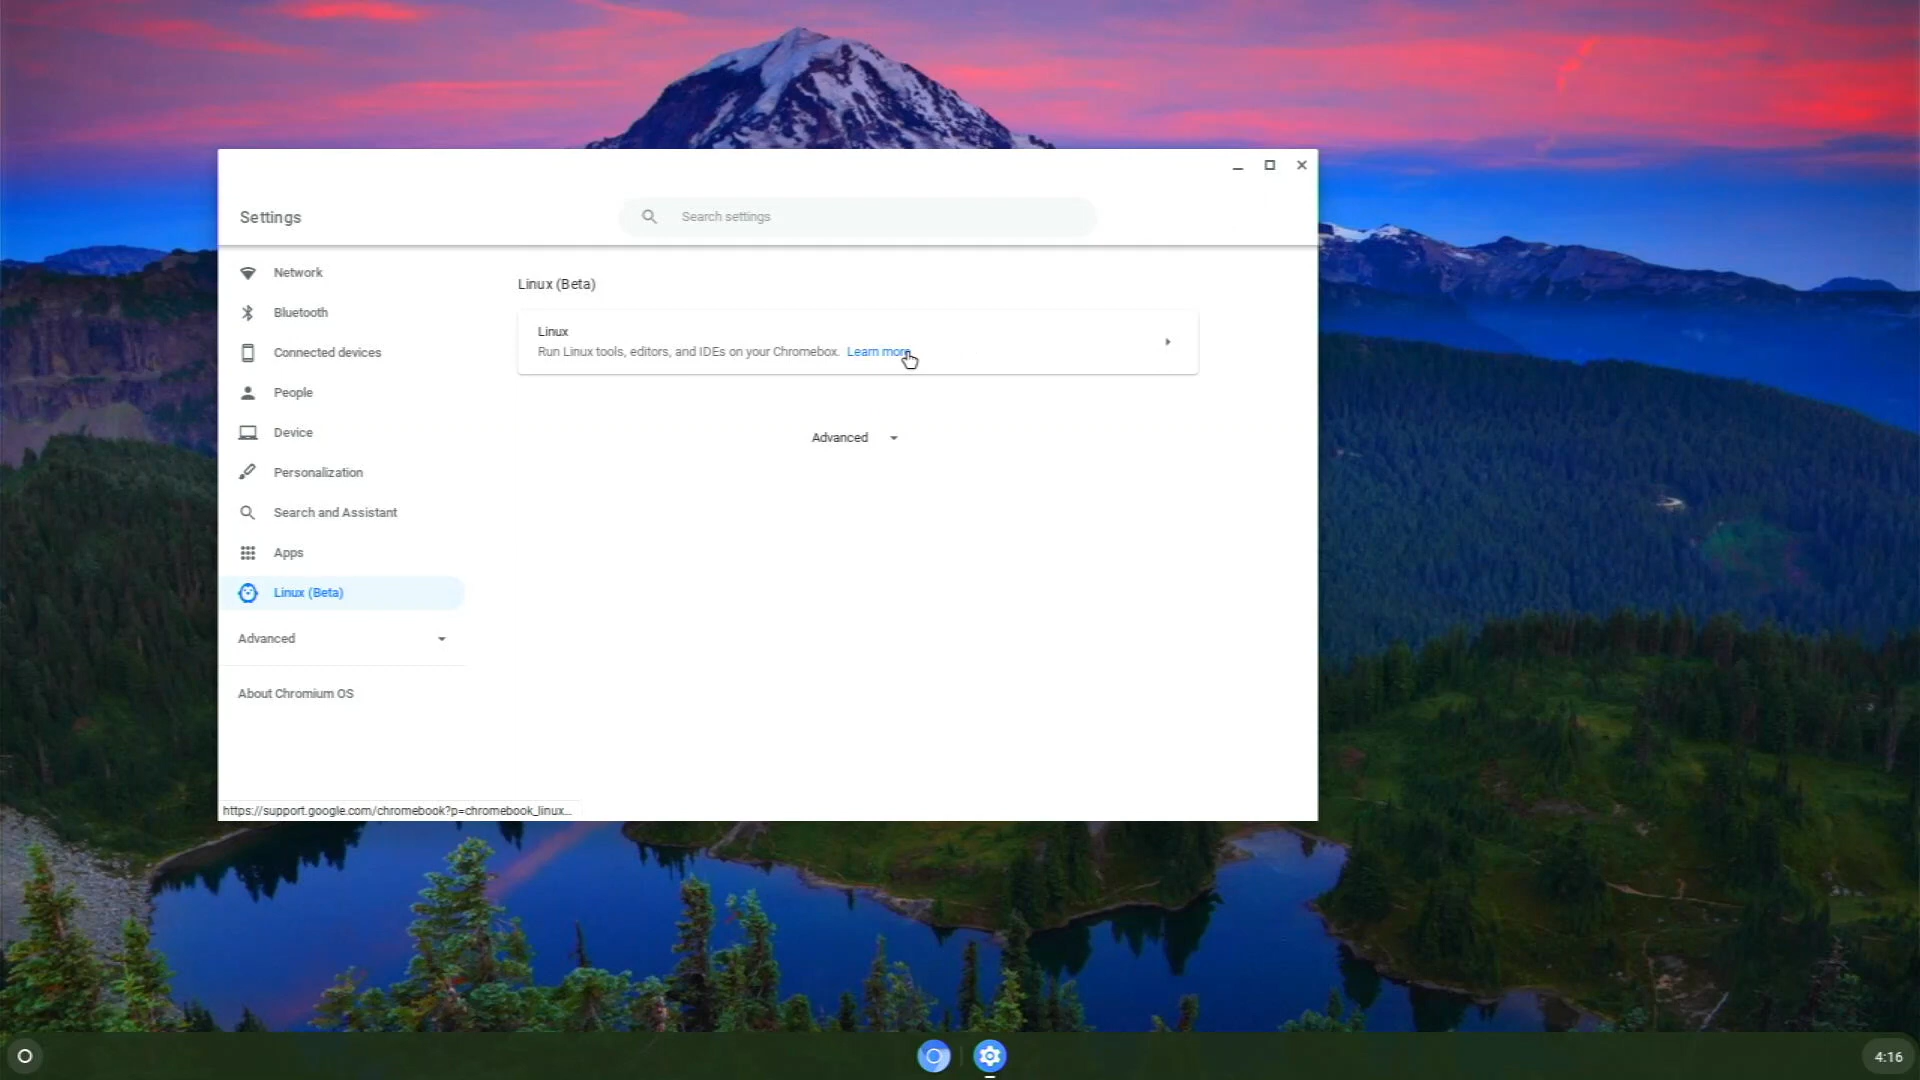 Settings
Search settings
Network
Bluetooth
Connected devices
People
Device
Personalization
Search and Assistant
Apps
Linux (Beta)
Advanced
About Chromium OS
Linux (Beta)
Linux
Run Linux tools, editors, and IDEs on your Chromebox. Learn more
Advanced
https://support.google.com/chromebook?p=chromebook_linux...
4:16